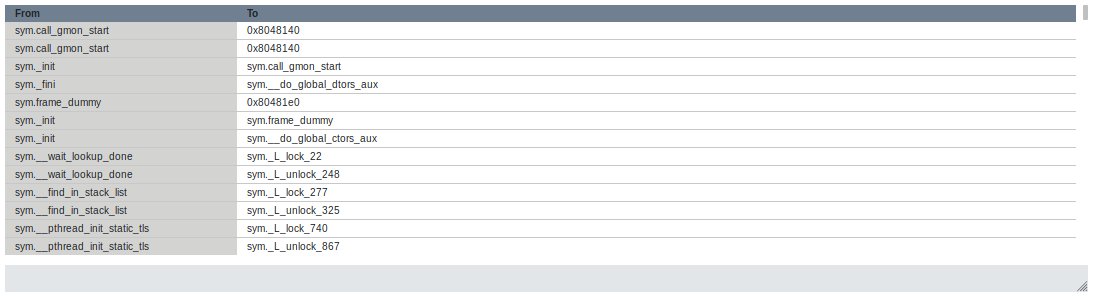 From To
sym.call_gmon_start 0x8048140
sym.call_gmon_start 0x8048140
sym._init sym.call_gmon_start
sym._fini sym.__do_global_dtors_aux
sym.frame_dummy 0x80481e0
sym._init sym.frame_dummy
sym._init sym.__do_global_ctors_aux
sym.__wait_lookup_done sym._L_lock_22
sym.__wait_lookup_done sym._L_unlock_248
sym.__find_in_stack_list sym._L_lock_277
sym.__find_in_stack_list sym._L_unlock_325
sym.__pthread_init_static_tls sym._L_lock_740
sym.__pthread_init_static_tls sym._L_unlock_867